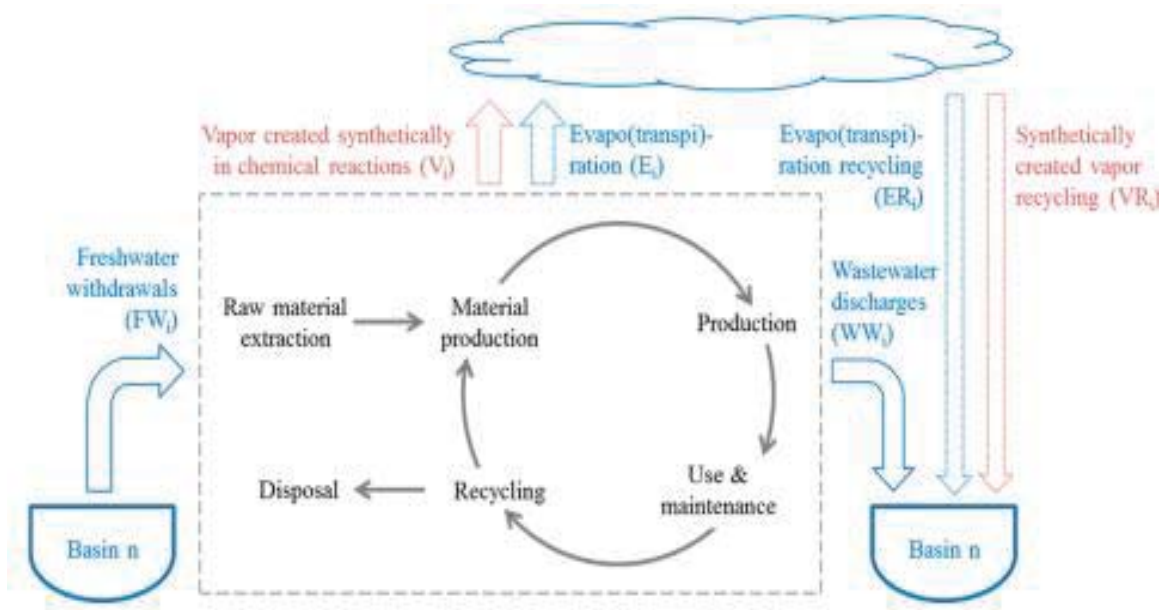 Vapor created synthetically
in chemical reactions (Vi)
Evapo(transpi)-
ration (Ei)
Evapo(transpi)-
ration recycling
(ERi)
Synthetically
created vapor
recycling (VRi)
Freshwater
withdrawals
(FWi)
Raw material
extraction
Material
production
Production
Wastewater
discharges
(WWi)
Disposal
Recycling
Use &
maintenance
Basin n
Basin n